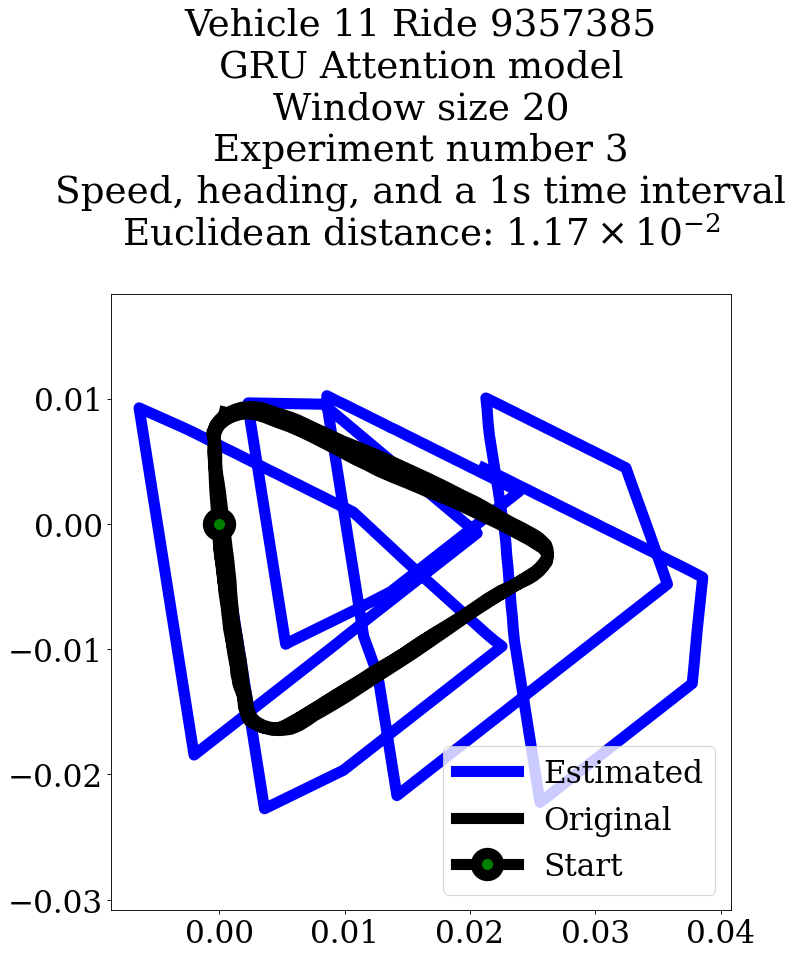 Vehicle 11 Ride 9357385
GRU Attention model
Window size 20
Experiment number 3
Speed, heading, and a 1s time interval
Euclidean distance: 1.17 × 10⁻²
0.01
0.00
−0.01
−0.02
−0.03
Estimated
Original
Start
0.00 0.01 0.02 0.03 0.04